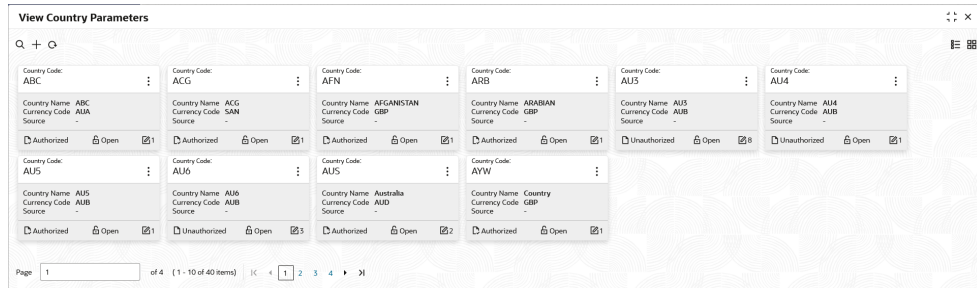 View Country Parameters
Country Code: Country Code: Country Code: Country Code: Country Code: Country Code:
ABC ACG AFN ARB AU3 AU4
Country Name ABC Country Name ACG Country Name AFGANISTAN Country Name ARABIAN Country Name AU3 Country Name AU4
Currency Code AUA Currency Code SAN Currency Code GBP Currency Code GBP Currency Code AUB Currency Code AUB
Source - Source - Source - Source - Source - Source -
Authorized Open 1 Authorized Open 1 Authorized Open 1 Authorized Open 1 Unauthorized Open 8 Unauthorized Open 1
Country Code: Country Code: Country Code: Country Code:
AU5 AU6 AUS AYW
Country Name AU5 Country Name AU6 Country Name Australia Country Name Country
Currency Code AUB Currency Code AUB Currency Code AUD Currency Code GBP
Source - Source - Source - Source -
Authorized Open 1 Unauthorized Open 3 Authorized Open 2 Authorized Open 1
Page 1 of 4 (1 - 10 of 40 items) 1 2 3 4